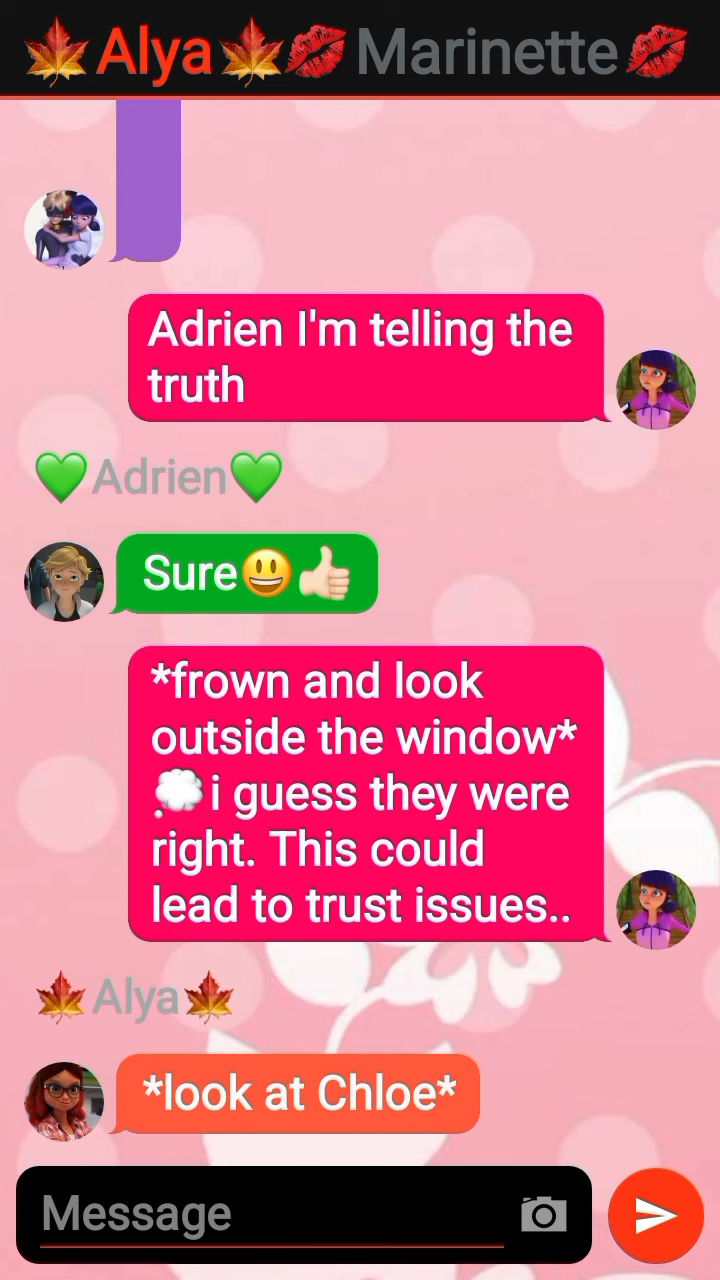 🍁Alya🍁💋Marinette💋
Adrien I'm telling the
truth
💚Adrien💚
Sure😃👍🏻
*frown and look
outside the window*
💭i guess they were
right. This could
lead to trust issues..
🍁Alya🍁
*look at Chloe*
Message